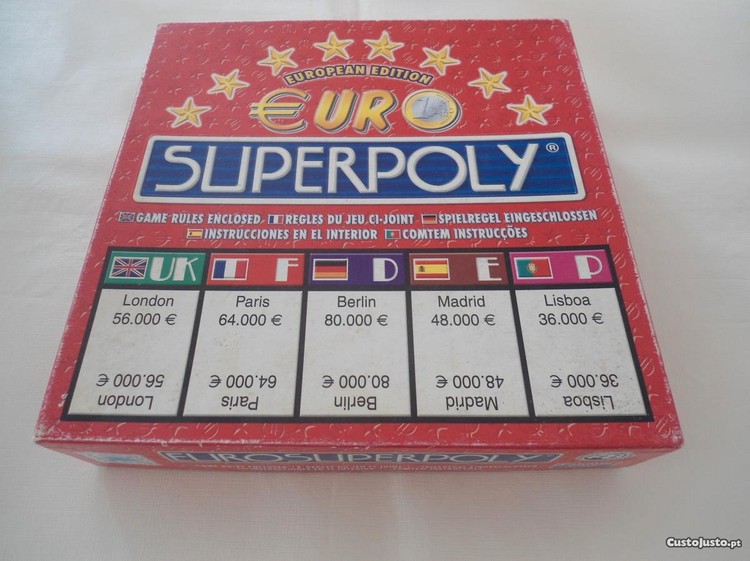 EUROPEAN EDITION
€URO
SUPERPOLY®
GAME RULES ENCLOSED REGLES DU JEU CI-JOINT SPIELREGEL EINGESCHLOSSEN
INSTRUCCIONES EN EL INTERIOR COMTEM INSTRUCÇÕES
UK F D E P
London Paris Berlin Madrid Lisboa
56.000 € 64.000 € 80.000 € 48.000 € 36.000 €
56.000 € 64.000 € 80.000 € 48.000 € 36.000 €
London Paris Berlin Madrid Lisboa
EUROSUPERPOLY
CustoJusto.pt